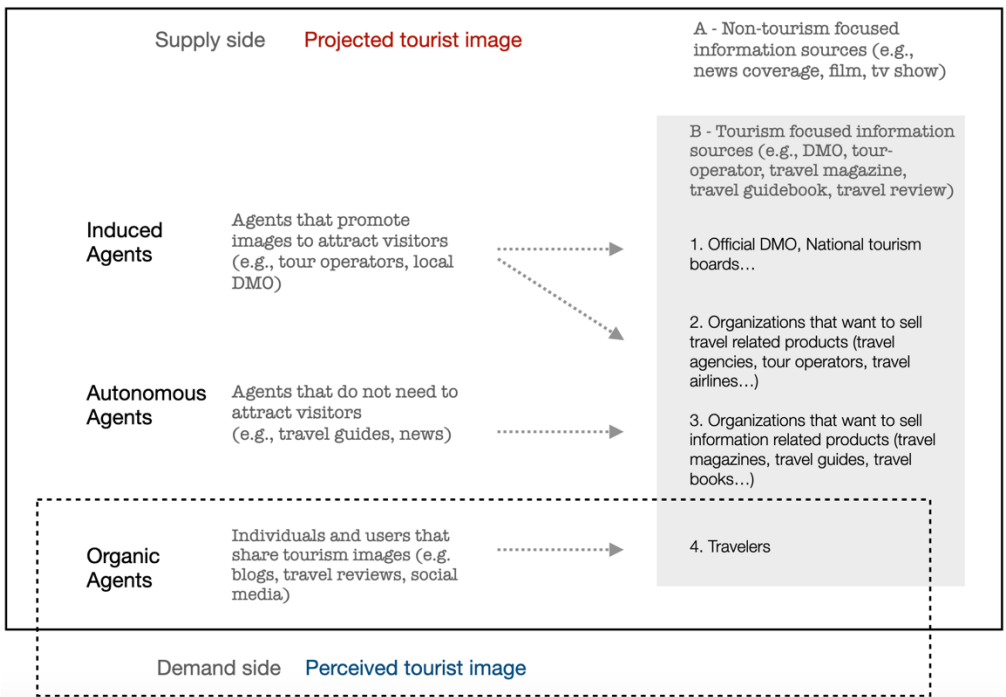 Supply side Projected tourist image
A - Non-tourism focused
information sources (e.g.,
news coverage, film, tv show)
B - Tourism focused information
sources (e.g., DMO, tour-
operator, travel magazine,
travel guidebook, travel review)
Induced
Agents
Agents that promote
images to attract visitors
(e.g., tour operators, local
DMO)
1. Official DMO, National tourism
boards...
2. Organizations that want to sell
travel related products (travel
agencies, tour operators, travel
airlines...)
Autonomous
Agents
Agents that do not need to
attract visitors
(e.g., travel guides, news)
3. Organizations that want to sell
information related products (travel
magazines, travel guides, travel
books...)
Organic
Agents
Individuals and users that
share tourism images (e.g.
blogs, travel reviews, social
media)
4. Travelers
Demand side Perceived tourist image